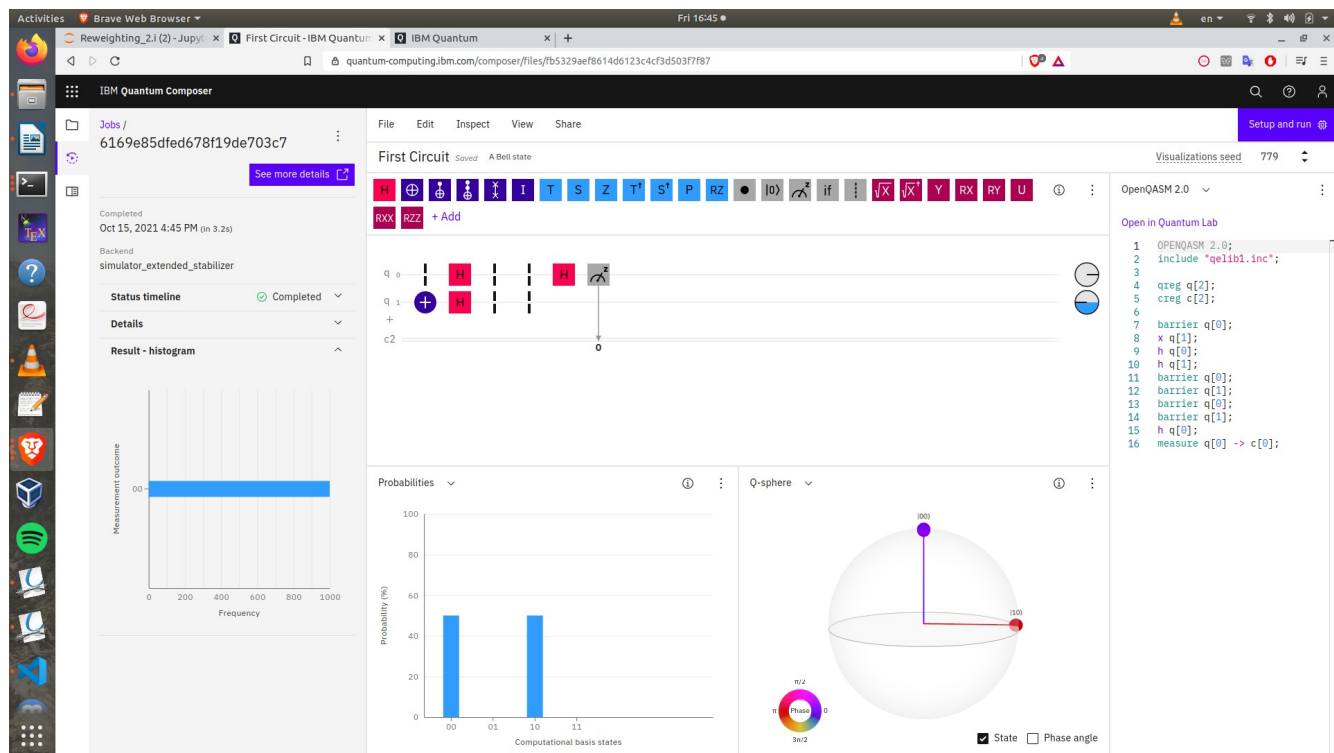 Activities
Brave Web Browser
Fri 16:45
en
Reweighting_2.i (2) - Jupyt
First Circuit - IBM Quantum
IBM Quantum
quantum-computing.ibm.com/composer/files/fb5329aef8614d6123c4cf3d503f7f87
IBM Quantum Composer
Jobs /
6169e85dfed678f19de703c7
See more details
Completed
Oct 15, 2021 4:45 PM (in 3.2s)
Backend
simulator_extended_stabilizer
Status timeline
Completed
Details
Result - histogram
Measurement outcome
00
0 200 400 600 800 1000
Frequency
File Edit Inspect View Share
Setup and run
First Circuit Saved A Bell state
Visualizations seed 779
H I T S Z T† S† P RZ |0⟩ z if √X √X† Y RX RY U
RXX RZZ + Add
q 0 H H z
q 1 + H
+
c2
0
OpenQASM 2.0
Open in Quantum Lab
1 OPENQASM 2.0;
2 include "qelib1.inc";
3
4 qreg q[2];
5 creg c[2];
6
7 barrier q[0];
8 x q[1];
9 h q[0];
10 h q[1];
11 barrier q[0];
12 barrier q[1];
13 barrier q[0];
14 barrier q[1];
15 h q[0];
16 measure q[0] -> c[0];
Probabilities
Probability (%)
100
80
60
40
20
0
00 01 10 11
Computational basis states
Q-sphere
|00⟩
|10⟩
π/2
π Phase 0
3π/2
State Phase angle